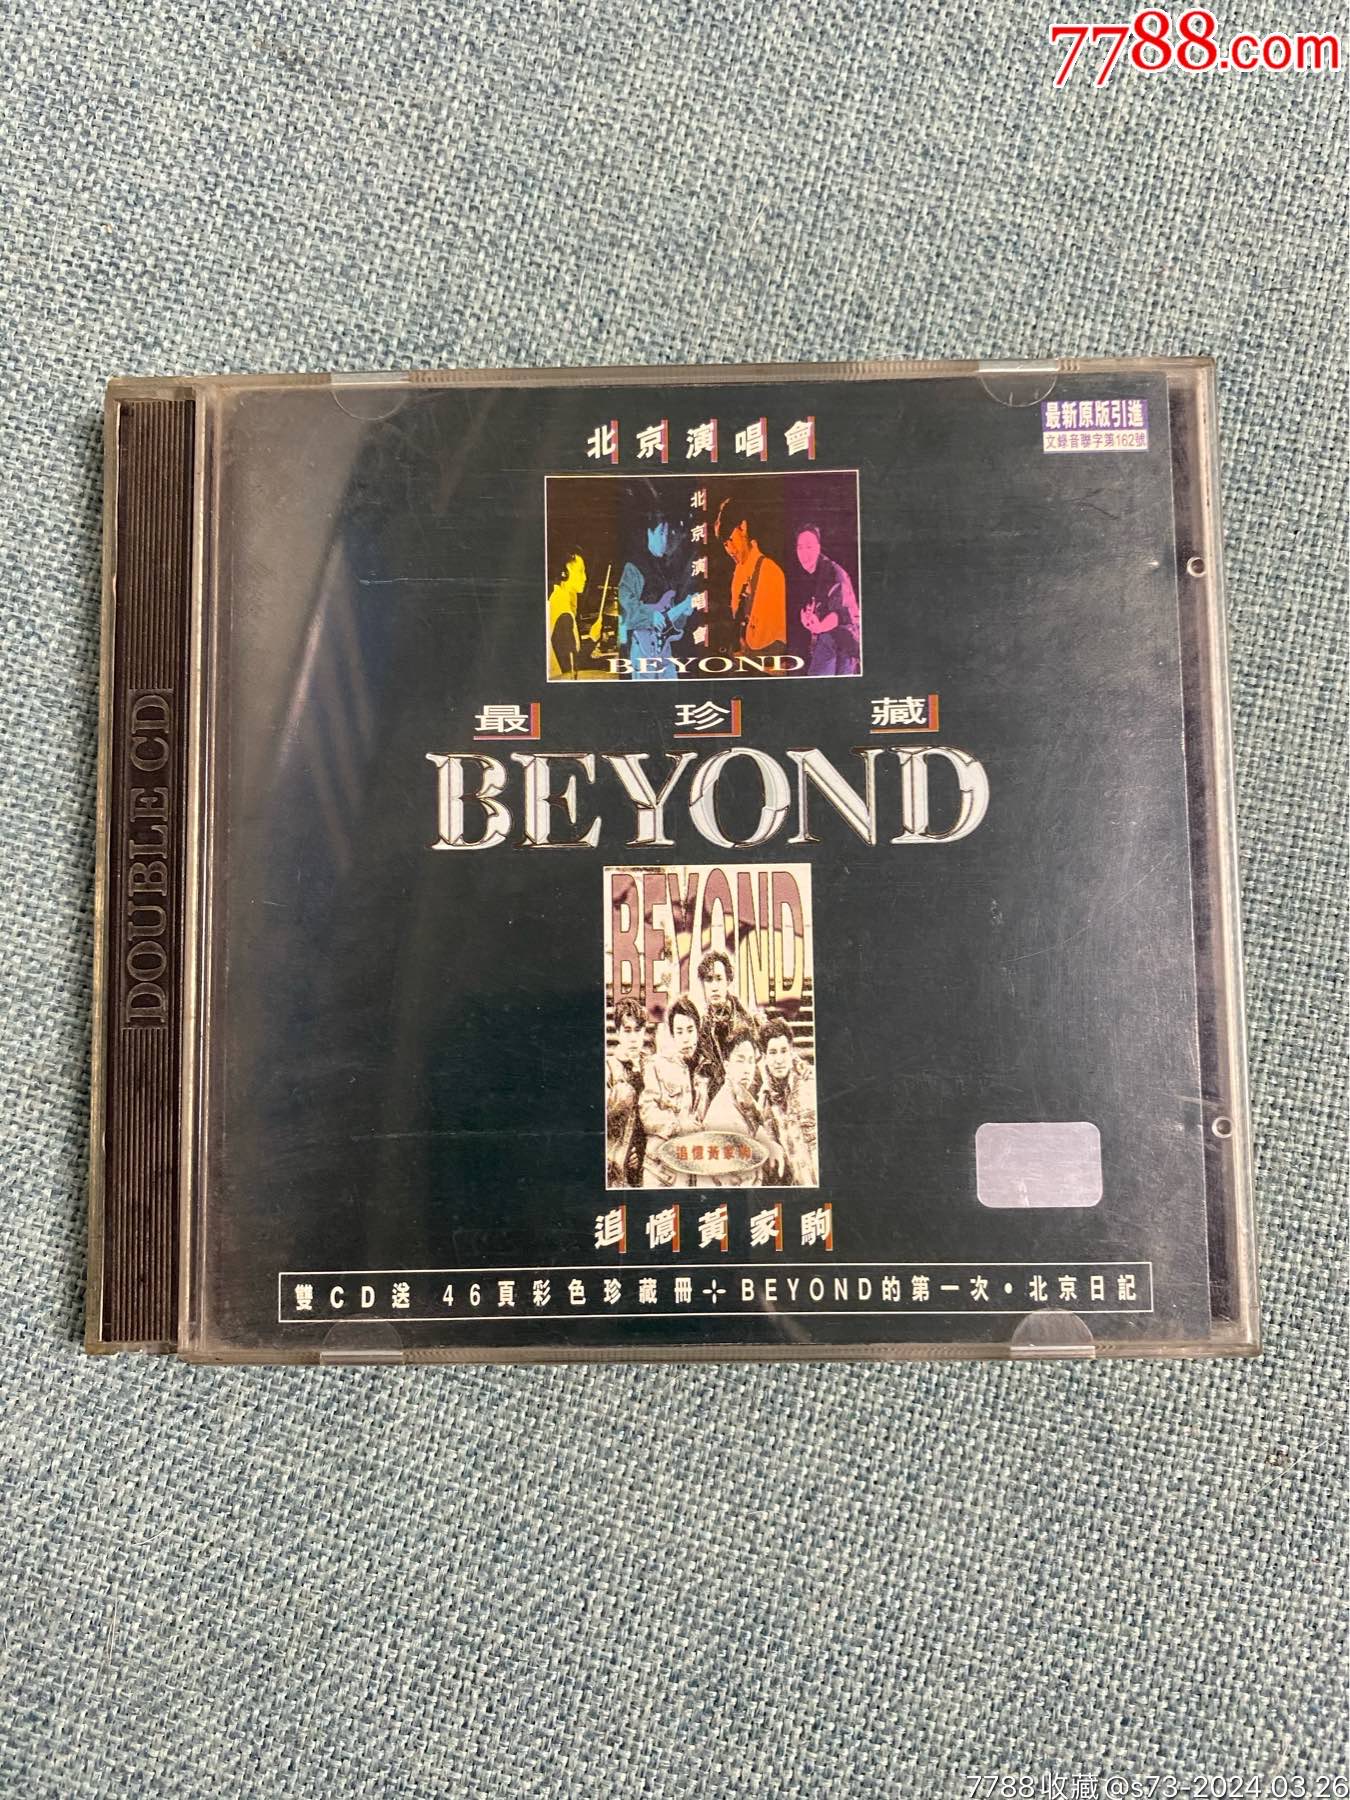 7788.com
最新原版引進
文錄音聯字第162號
北京演唱會
北京演唱會
BEYOND
最珍藏
BEYOND
DOUBLE CD
BEYOND
追憶黃家駒
追憶黃家駒
雙CD送 46頁彩色珍藏冊+BEYOND的第一次·北京日記
7788收藏@s73-2024.03.26